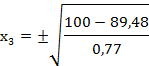 x₃ = ± √((100 − 89,48) / 0,77)